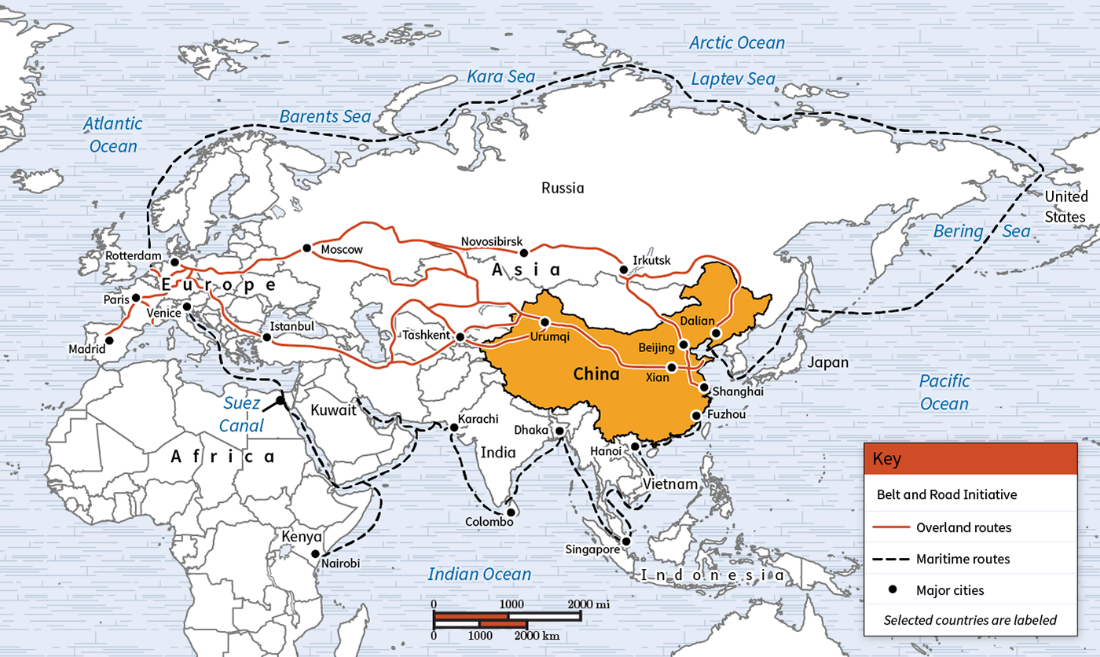 Arctic Ocean
Kara Sea
Laptev Sea
Barents Sea
Atlantic
Ocean
Russia
United
States
Bering Sea
Rotterdam
Moscow
Novosibirsk
Irkutsk
Asia
Europe
Paris
Venice
Istanbul
Tashkent
Urumqi
Dalian
Beijing
Madrid
China
Xian
Japan
Shanghai
Pacific
Ocean
Suez
Canal
Kuwait
Karachi
Dhaka
Fuzhou
Africa
India
Hanoi
Vietnam
Colombo
Kenya
Nairobi
Singapore
Indonesia
Indian Ocean
0 1000 2000 mi
0 1000 2000 km
Key
Belt and Road Initiative
Overland routes
Maritime routes
Major cities
Selected countries are labeled